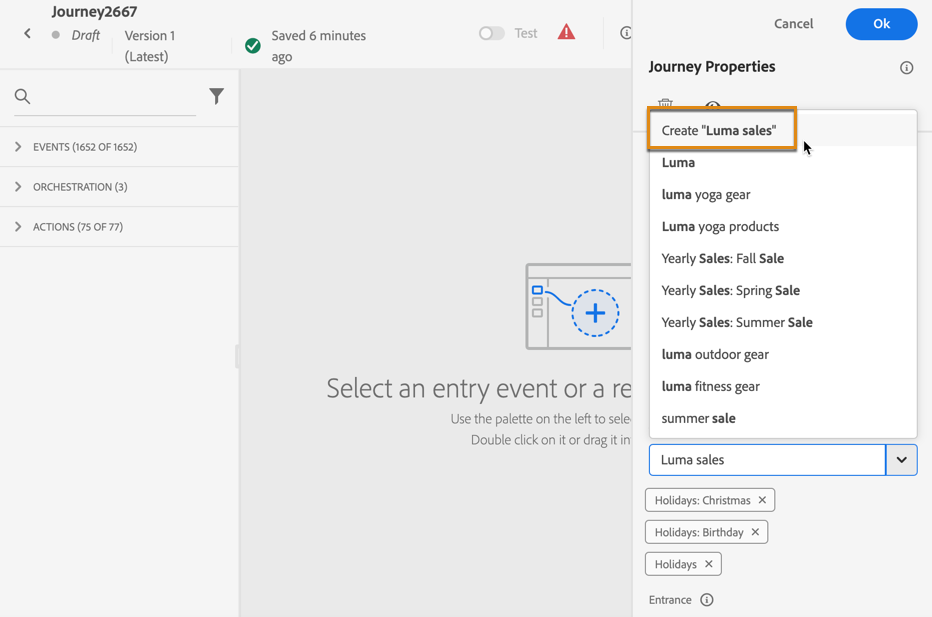 Journey2667
Draft
Version 1
(Latest)
Saved 6 minutes
ago
Test
EVENTS (1652 OF 1652)
ORCHESTRATION (3)
ACTIONS (75 OF 77)
Select an entry event or a re
Use the palette on the left to sele
Double click on it or drag it in
Cancel
Ok
Journey Properties
Create "Luma sales"
Luma
luma yoga gear
Luma yoga products
Yearly Sales: Fall Sale
Yearly Sales: Spring Sale
Yearly Sales: Summer Sale
luma outdoor gear
luma fitness gear
summer sale
Luma sales
Holidays: Christmas
Holidays: Birthday
Holidays
Entrance